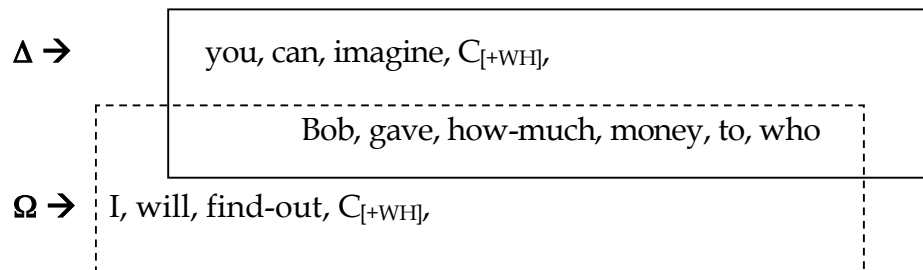 Δ → you, can, imagine, C[+WH],
Bob, gave, how-much, money, to, who
Ω → I, will, find-out, C[+WH],